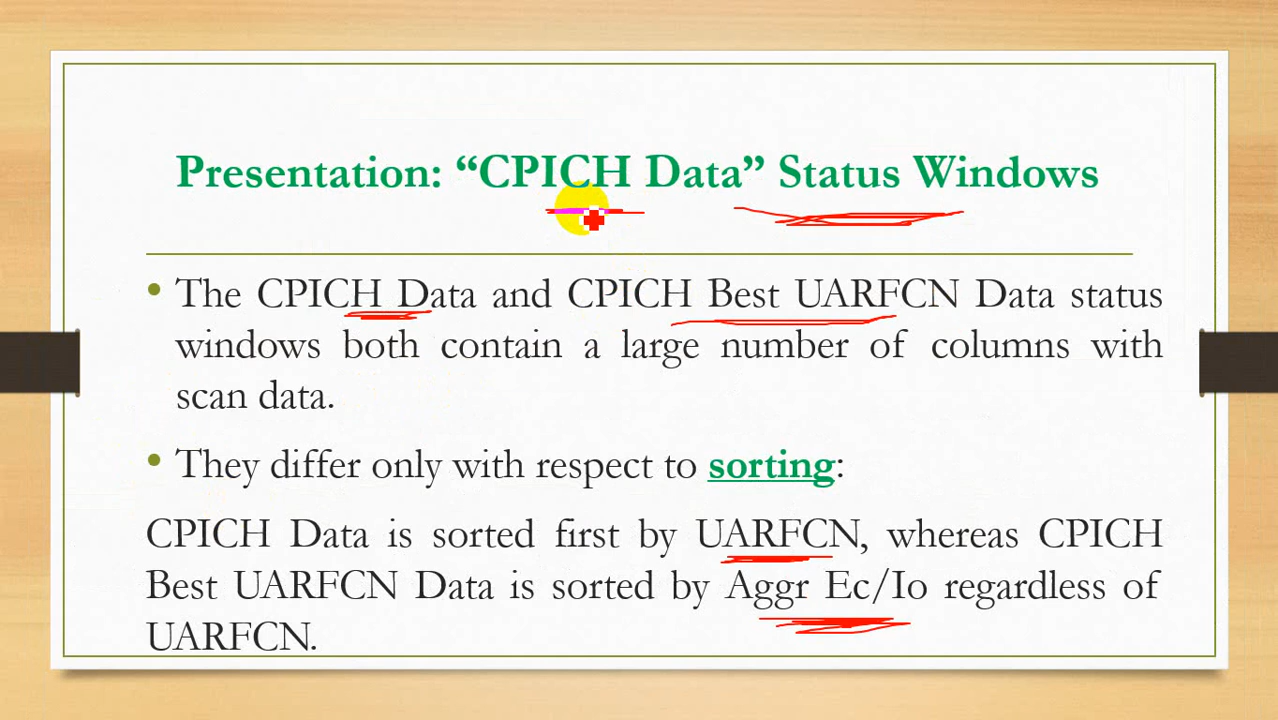 Presentation: “CPICH Data” Status Windows
• The CPICH Data and CPICH Best UARFCN Data status
windows both contain a large number of columns with
scan data.
• They differ only with respect to sorting:
CPICH Data is sorted first by UARFCN, whereas CPICH
Best UARFCN Data is sorted by Aggr Ec/Io regardless of
UARFCN.